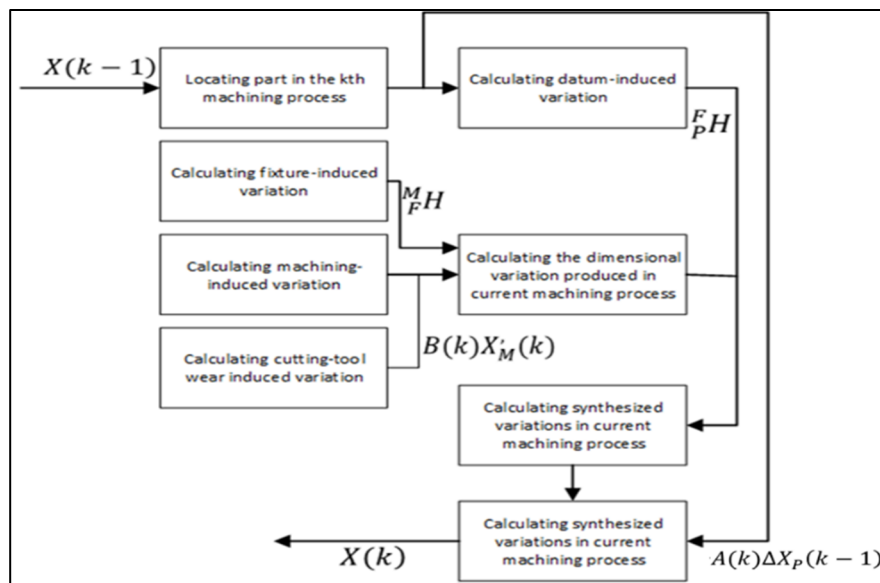 X(k − 1)
Locating part in the kth
machining process
Calculating datum-induced
variation
F
P H
Calculating fixture-induced
variation
M
F H
Calculating machining-
induced variation
Calculating the dimensional
variation produced in
current machining process
Calculating cutting-tool
wear induced variation
B(k)X'M(k)
Calculating synthesized
variations in current
machining process
Calculating synthesized
variations in current
machining process
X(k)
A(k)ΔXP(k − 1)